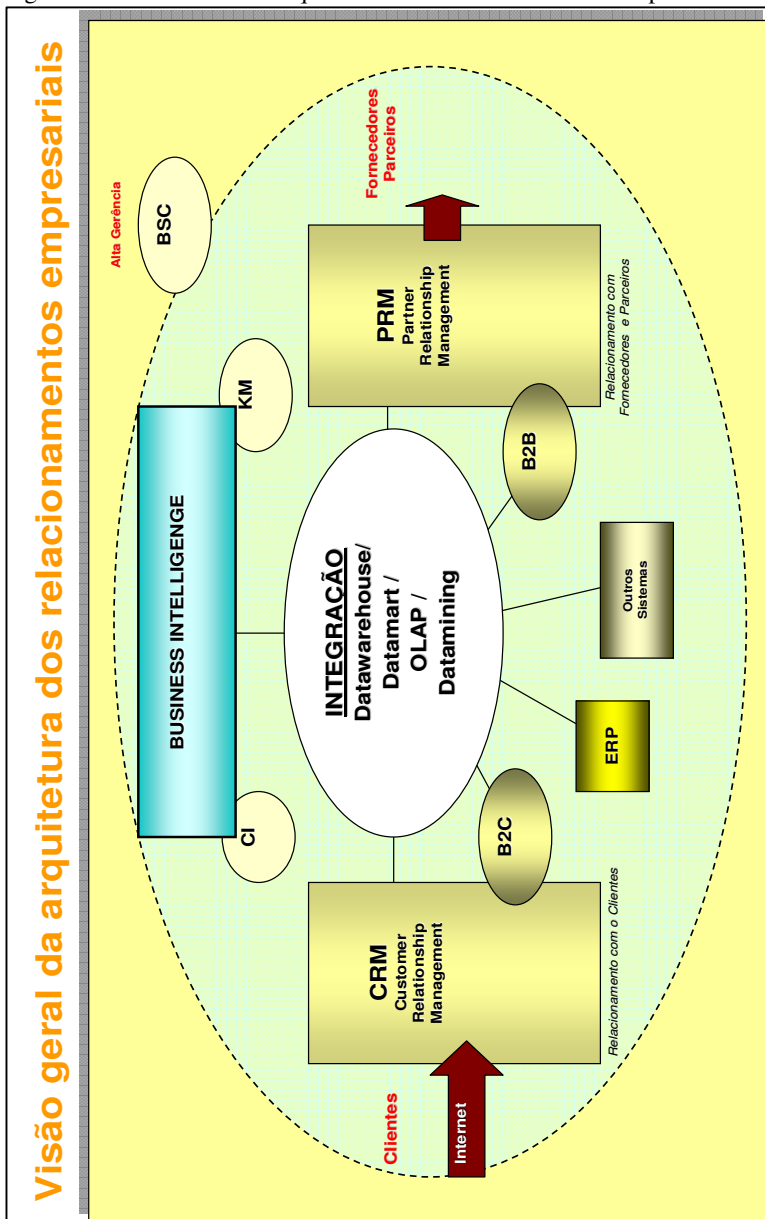 Visão geral da arquitetura dos relacionamentos empresariais
Alta Gerência
BSC
BUSINESS INTELLIGENGE
CI
KM
Clientes
Internet
CRM
Customer
Relationship
Management
Relacionamento com o Clientes
INTEGRAÇÃO
Datawarehouse/
Datamart /
OLAP /
Datamining
Fornecedores
Parceiros
PRM
Partner
Relationship
Management
Relacionamento com
Fornecedores e Parceiros
B2C
B2B
ERP
Outros
Sistemas